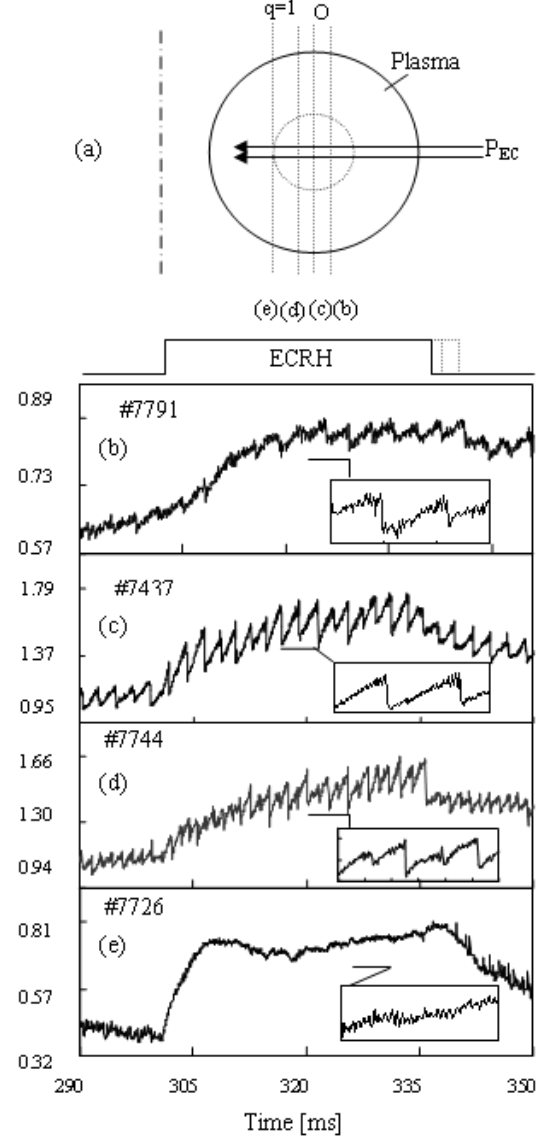 q=1 O
Plasma
(a)
PEC
(e)(d) (c) (b)
ECRH
0.89
#7791
(b)
0.73
0.57
1.79
#7437
(c)
1.37
0.95
#7744
1.66
(d)
1.30
0.94
#7726
0.81
(e)
0.57
0.32
290 305 320 335 350
Time [ms]